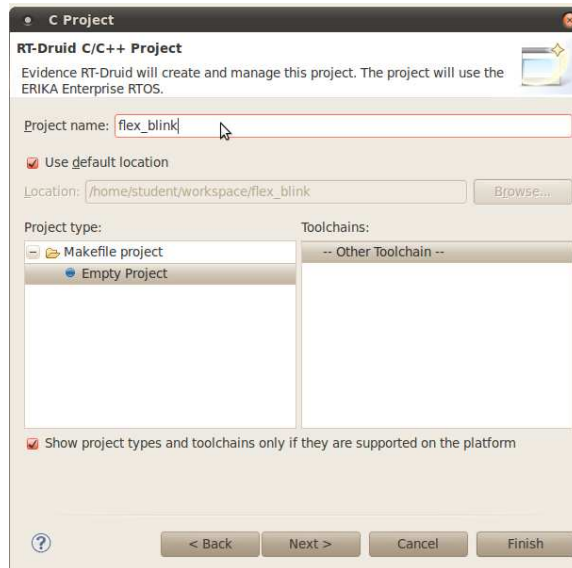 C Project
RT-Druid C/C++ Project
Evidence RT-Druid will create and manage this project. The project will use the
ERIKA Enterprise RTOS.
Project name: flex_blink
Use default location
Location: /home/student/workspace/flex_blink Browse...
Project type: Toolchains:
Makefile project -- Other Toolchain --
Empty Project
Show project types and toolchains only if they are supported on the platform
? < Back Next > Cancel Finish